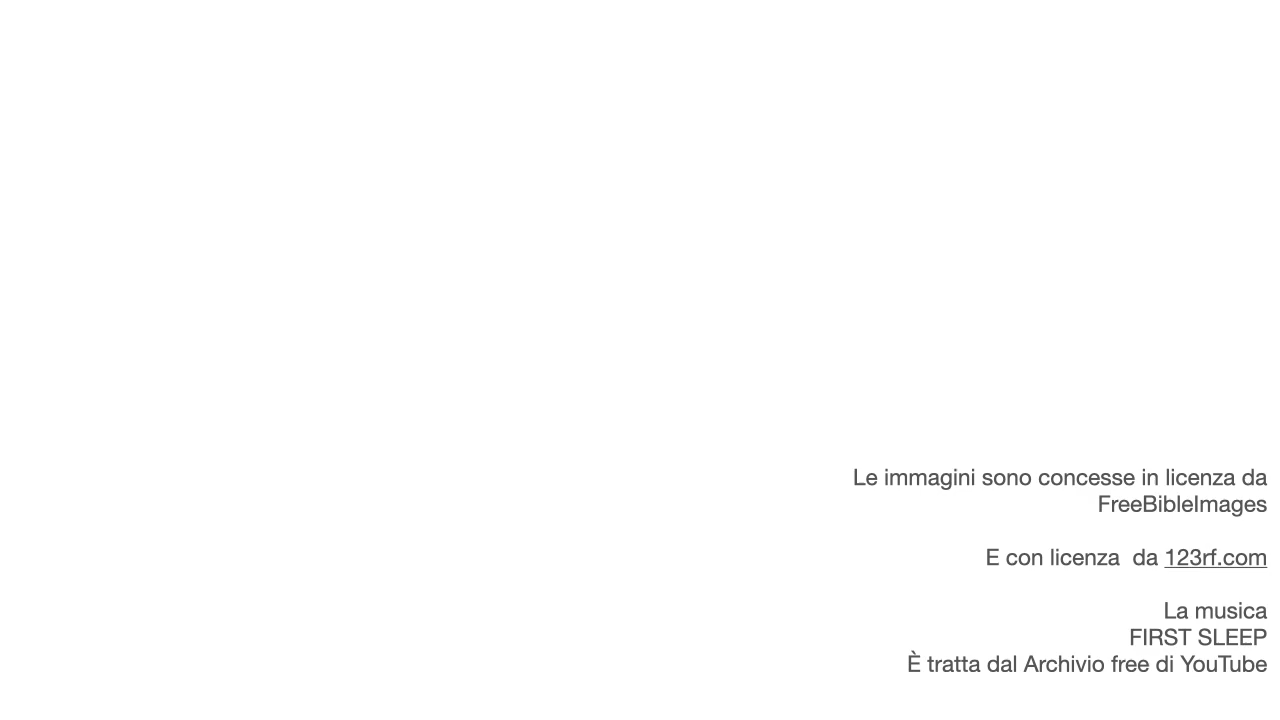 Le immagini sono concesse in licenza da
FreeBibleImages
E con licenza  da 123rf.com
La musica
FIRST SLEEP
È tratta dal Archivio free di YouTube